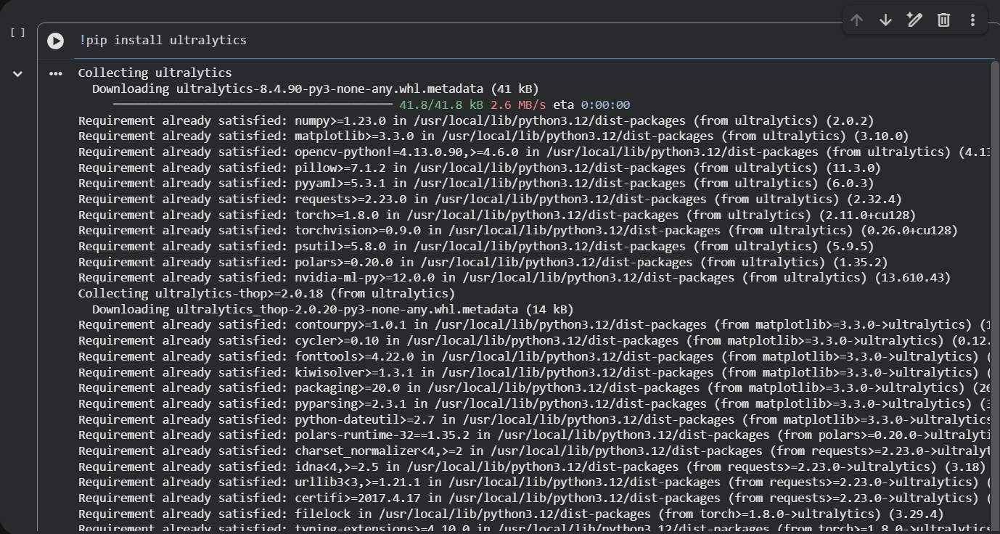 [ ]
!pip install ultralytics
Collecting ultralytics
Downloading ultralytics-8.4.90-py3-none-any.whl.metadata (41 kB)
41.8/41.8 kB 2.6 MB/s eta 0:00:00
Requirement already satisfied: numpy>=1.23.0 in /usr/local/lib/python3.12/dist-packages (from ultralytics) (2.0.2)
Requirement already satisfied: matplotlib>=3.3.0 in /usr/local/lib/python3.12/dist-packages (from ultralytics) (3.10.0)
Requirement already satisfied: opencv-python!=4.13.0.90,>=4.6.0 in /usr/local/lib/python3.12/dist-packages (from ultralytics) (4.13
Requirement already satisfied: pillow>=7.1.2 in /usr/local/lib/python3.12/dist-packages (from ultralytics) (11.3.0)
Requirement already satisfied: pyyaml>=5.3.1 in /usr/local/lib/python3.12/dist-packages (from ultralytics) (6.0.3)
Requirement already satisfied: requests>=2.23.0 in /usr/local/lib/python3.12/dist-packages (from ultralytics) (2.32.4)
Requirement already satisfied: torch>=1.8.0 in /usr/local/lib/python3.12/dist-packages (from ultralytics) (2.11.0+cu128)
Requirement already satisfied: torchvision>=0.9.0 in /usr/local/lib/python3.12/dist-packages (from ultralytics) (0.26.0+cu128)
Requirement already satisfied: psutil>=5.8.0 in /usr/local/lib/python3.12/dist-packages (from ultralytics) (5.9.5)
Requirement already satisfied: polars>=0.20.0 in /usr/local/lib/python3.12/dist-packages (from ultralytics) (1.35.2)
Requirement already satisfied: nvidia-ml-py>=12.0.0 in /usr/local/lib/python3.12/dist-packages (from ultralytics) (13.610.43)
Collecting ultralytics-thop>=2.0.18 (from ultralytics)
Downloading ultralytics_thop-2.0.20-py3-none-any.whl.metadata (14 kB)
Requirement already satisfied: contourpy>=1.0.1 in /usr/local/lib/python3.12/dist-packages (from matplotlib>=3.3.0->ultralytics) (1
Requirement already satisfied: cycler>=0.10 in /usr/local/lib/python3.12/dist-packages (from matplotlib>=3.3.0->ultralytics) (0.12.
Requirement already satisfied: fonttools>=4.22.0 in /usr/local/lib/python3.12/dist-packages (from matplotlib>=3.3.0->ultralytics) (
Requirement already satisfied: kiwisolver>=1.3.1 in /usr/local/lib/python3.12/dist-packages (from matplotlib>=3.3.0->ultralytics) (
Requirement already satisfied: packaging>=20.0 in /usr/local/lib/python3.12/dist-packages (from matplotlib>=3.3.0->ultralytics) (26
Requirement already satisfied: pyparsing>=2.3.1 in /usr/local/lib/python3.12/dist-packages (from matplotlib>=3.3.0->ultralytics) (3
Requirement already satisfied: python-dateutil>=2.7 in /usr/local/lib/python3.12/dist-packages (from matplotlib>=3.3.0->ultralytics
Requirement already satisfied: polars-runtime-32==1.35.2 in /usr/local/lib/python3.12/dist-packages (from polars>=0.20.0->ultralyti
Requirement already satisfied: charset_normalizer<4,>=2 in /usr/local/lib/python3.12/dist-packages (from requests>=2.23.0->ultralyt
Requirement already satisfied: idna<4,>=2.5 in /usr/local/lib/python3.12/dist-packages (from requests>=2.23.0->ultralytics) (3.18)
Requirement already satisfied: urllib3<3,>=1.21.1 in /usr/local/lib/python3.12/dist-packages (from requests>=2.23.0->ultralytics) (
Requirement already satisfied: certifi>=2017.4.17 in /usr/local/lib/python3.12/dist-packages (from requests>=2.23.0->ultralytics) (
Requirement already satisfied: filelock in /usr/local/lib/python3.12/dist-packages (from torch>=1.8.0->ultralytics) (3.29.4)
Requirement already satisfied: typing-extensions>=4.10.0 in /usr/local/lib/python3.12/dist-packages (from torch>=1.8.0->ultralytics